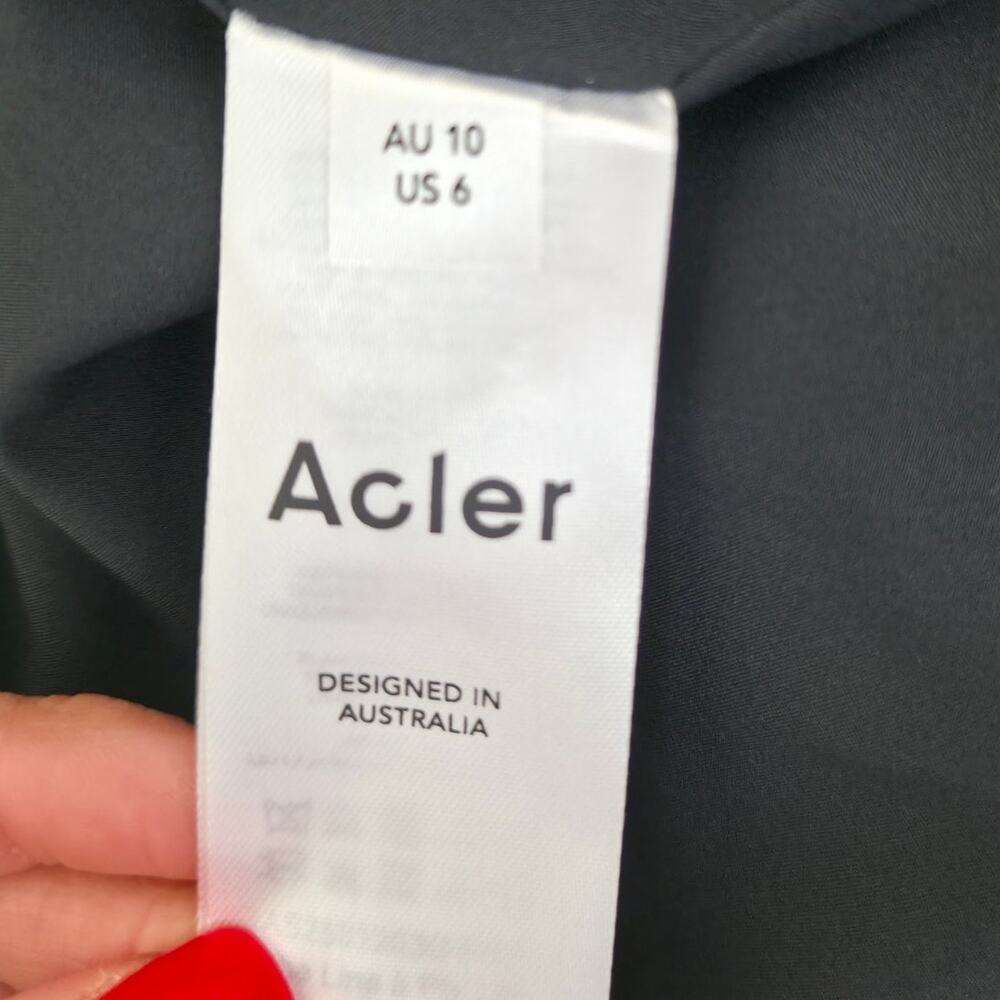 AU 10
US 6
Acler
DESIGNED IN
AUSTRALIA